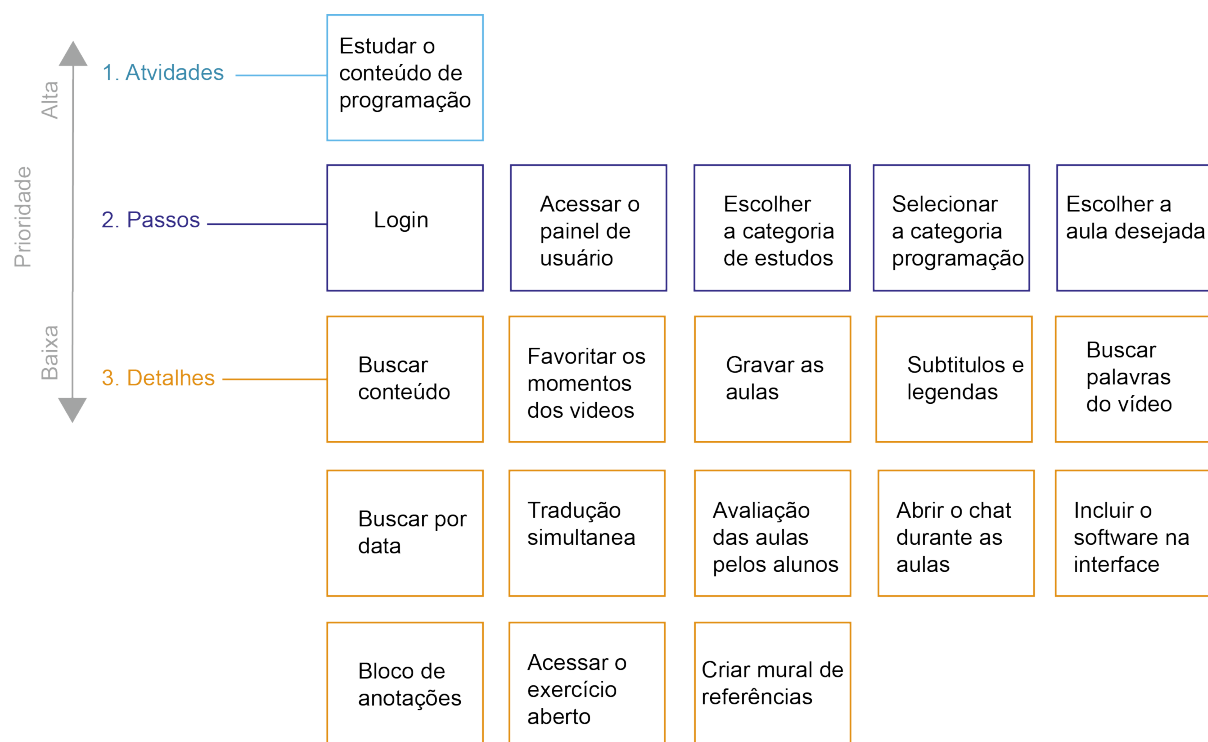 Prioridade
Alta
Baixa
1. Atvidades
Estudar o
conteúdo de
programação
2. Passos
Login
Acessar o
painel de
usuário
Escolher
a categoria
de estudos
Selecionar
a categoria
programação
Escolher a
aula desejada
3. Detalhes
Buscar
conteúdo
Favoritar os
momentos
dos videos
Gravar as
aulas
Subtitulos e
legendas
Buscar
palavras
do vídeo
Buscar por
data
Tradução
simultanea
Avaliação
das aulas
pelos alunos
Abrir o chat
durante as
aulas
Incluir o
software na
interface
Bloco de
anotações
Acessar o
exercício
aberto
Criar mural de
referências